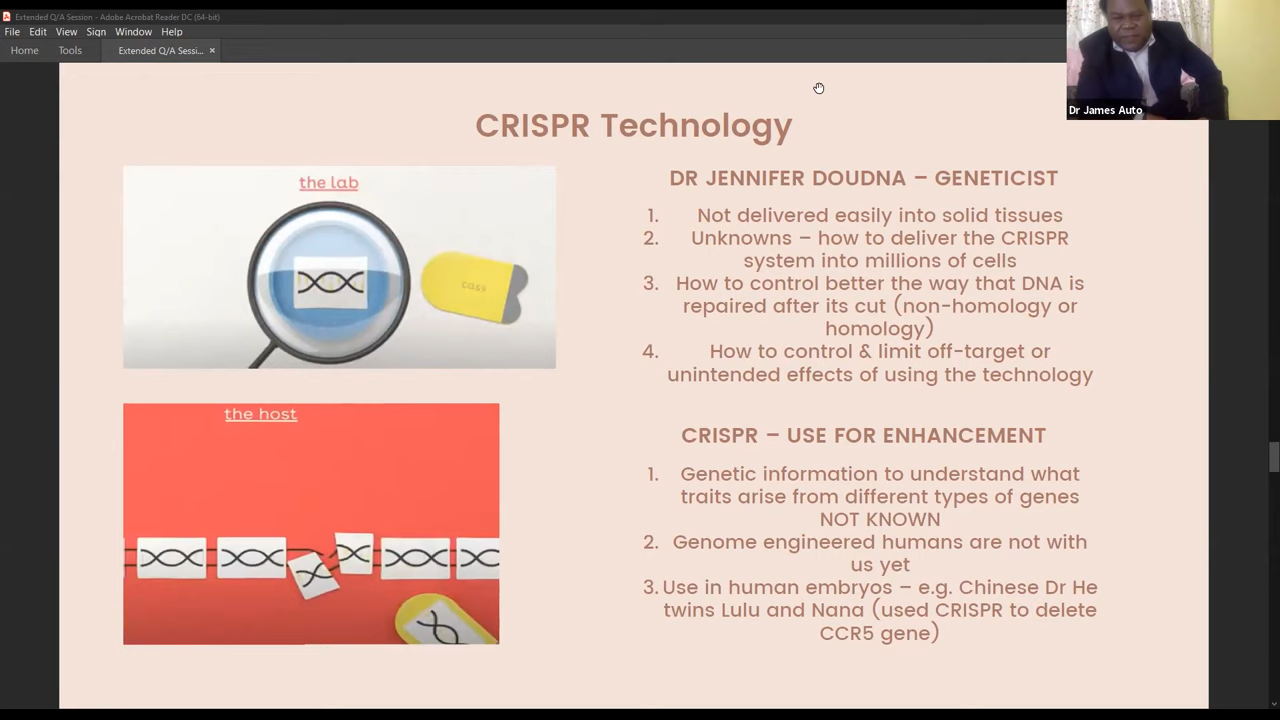 Extended Q/A Session - Adobe Acrobat Reader DC (64-bit)
File Edit View Sign Window Help
Home Tools Extended Q/A Sessi... ×
Dr James Auto
CRISPR Technology
the lab
cas9
the host
DR JENNIFER DOUDNA – GENETICIST
1. Not delivered easily into solid tissues
2. Unknowns – how to deliver the CRISPR
system into millions of cells
3. How to control better the way that DNA is
repaired after its cut (non-homology or
homology)
4. How to control & limit off-target or
unintended effects of using the technology
CRISPR – USE FOR ENHANCEMENT
1. Genetic information to understand what
traits arise from different types of genes
NOT KNOWN
2. Genome engineered humans are not with
us yet
3. Use in human embryos – e.g. Chinese Dr He
twins Lulu and Nana (used CRISPR to delete
CCR5 gene)